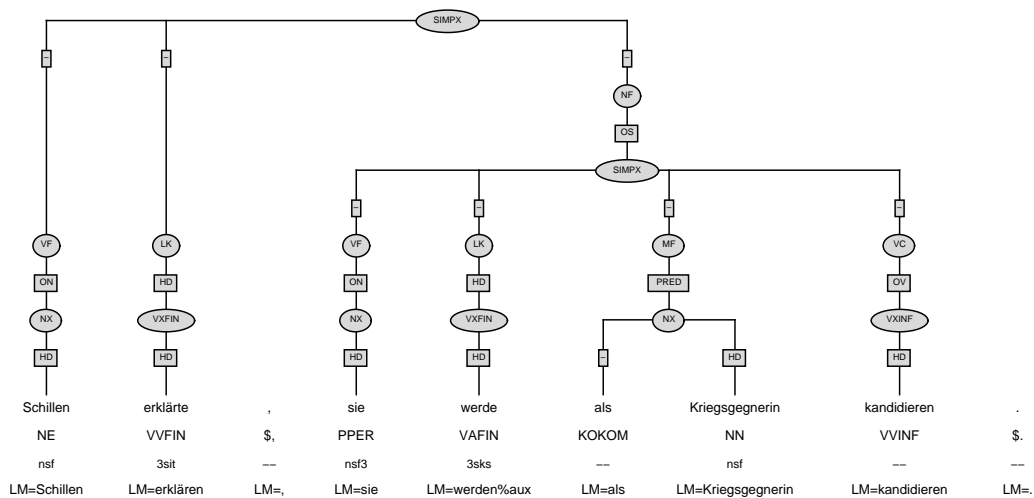 SIMPX
– – –
NF
OS
SIMPX
– – – –
VF LK VF LK MF VC
ON HD ON HD PRED OV
NX VXFIN NX VXFIN NX VXINF
HD HD HD HD – HD HD
Schillen erklärte , sie werde als Kriegsgegnerin kandidieren .
NE VVFIN $, PPER VAFIN KOKOM NN VVINF $.
nsf 3sit –– nsf3 3sks –– nsf –– ––
LM=Schillen LM=erklären LM=, LM=sie LM=werden%aux LM=als LM=Kriegsgegnerin LM=kandidieren LM=.